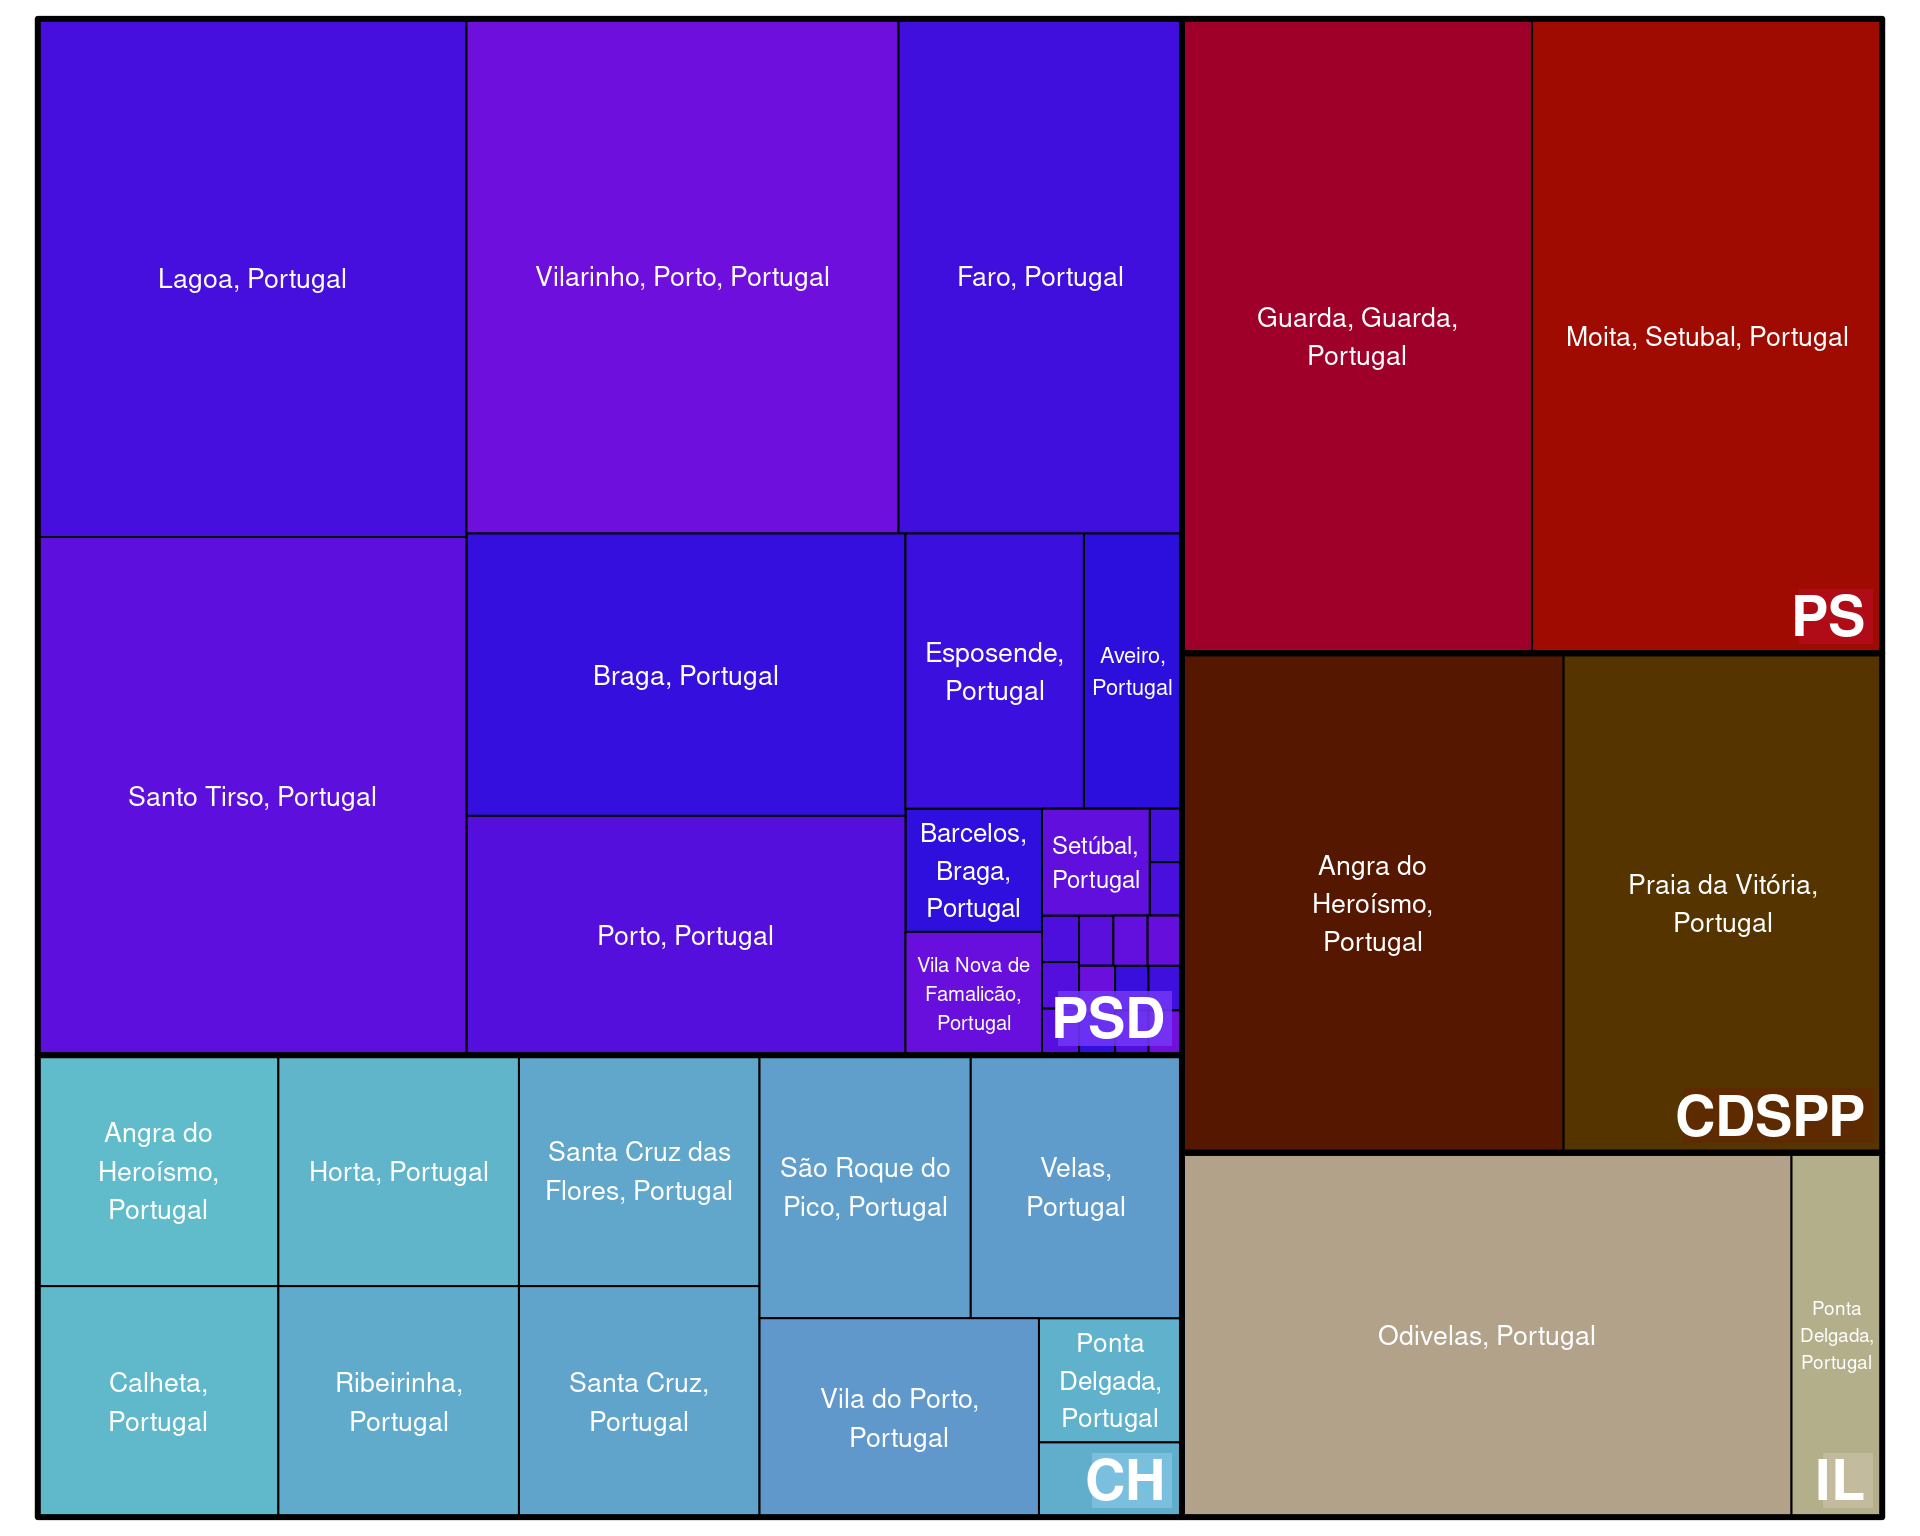 Lagoa, Portugal
Vilarinho, Porto, Portugal
Faro, Portugal
Santo Tirso, Portugal
Braga, Portugal
Esposende,
Portugal
Aveiro,
Portugal
Porto, Portugal
Barcelos,
Braga,
Portugal
Setúbal,
Portugal
Vila Nova de
Famalicão,
Portugal
PSD
Guarda, Guarda,
Portugal
Moita, Setubal, Portugal
PS
Angra do
Heroísmo,
Portugal
Praia da Vitória,
Portugal
CDSPP
Angra do
Heroísmo,
Portugal
Horta, Portugal
Santa Cruz das
Flores, Portugal
São Roque do
Pico, Portugal
Velas,
Portugal
Calheta,
Portugal
Ribeirinha,
Portugal
Santa Cruz,
Portugal
Vila do Porto,
Portugal
Ponta
Delgada,
Portugal
CH
Odivelas, Portugal
Ponta
Delgada,
Portugal
IL